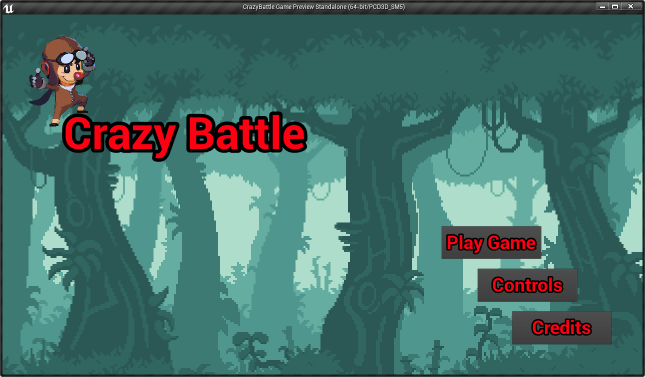 CrazyBattle Game Preview Standalone (64-bit/PCD3D_SM5)
Crazy Battle
Play Game
Controls
Credits